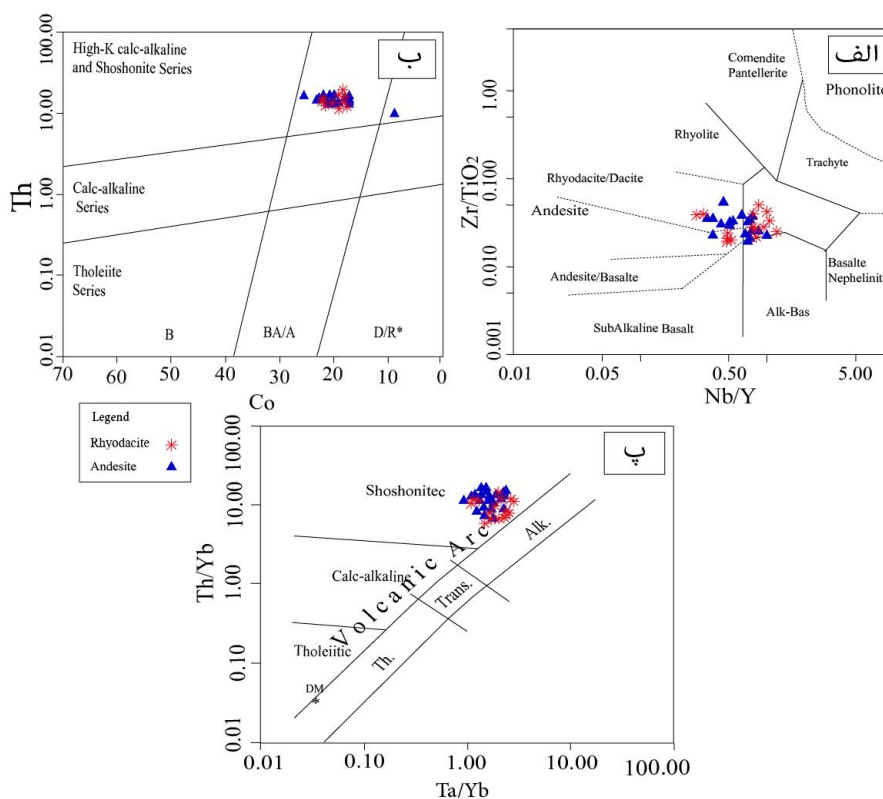 ب
High-K calc-alkaline
and Shoshonite Series
Calc-alkaline
Series
Tholeiite
Series
B
BA/A
D/R*
Th
100.00
10.00
1.00
0.10
0.01
70
60
50
40
30
20
10
0
Co
الف
Comendite
Pantellerite
Phonolite
Rhyolite
Trachyte
Rhyodacite/Dacite
Andesite
Andesite/Basalte
Basalte
Nephelinite
Alk-Bas
SubAlkaline Basalt
Zr/TiO2
1.00
0.100
0.010
0.001
0.01
0.05
0.50
5.00
Nb/Y
Legend
Rhyodacite
Andesite
پ
Shoshonitec
Volcanic Arc
Calc-alkaline
Tholeiitic
Alk.
Trans.
Th.
DM
*
Th/Yb
100.00
10.00
1.00
0.10
0.01
0.01
0.10
1.00
10.00
100.00
Ta/Yb